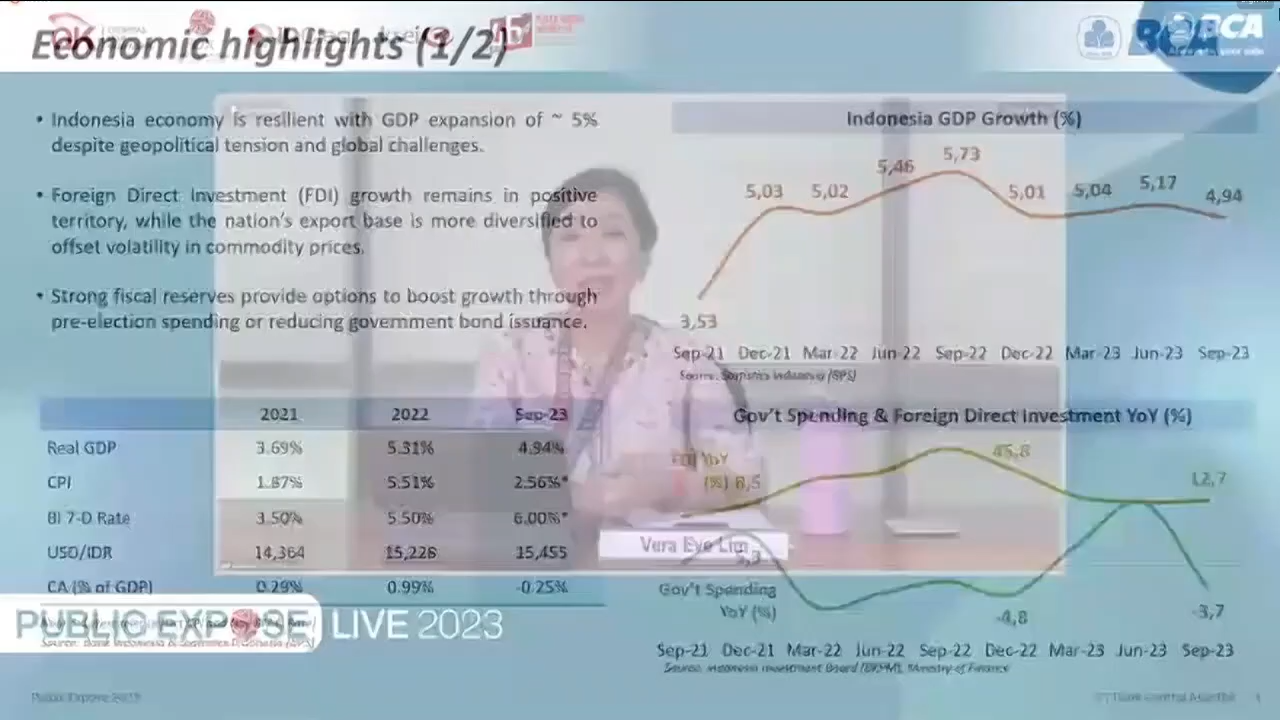 Economic highlights (1/2)
BCA
BCA
• Indonesia economy is resilient with GDP expansion of ~ 5%
despite geopolitical tension and global challenges.
• Foreign Direct Investment (FDI) growth remains in positive
territory, while the nation's export base is more diversified to
offset volatility in commodity prices.
• Strong fiscal reserves provide options to boost growth through
pre-election spending or reducing government bond issuance.
2021 2022 Sep-23
Real GDP 3.69% 5.31% 4.94%
CPI 1.87% 5.51% 2.56%*
BI 7-D Rate 3.50% 5.50% 6.00%*
USD/IDR 14,364 15,226 15,455
CA (% of GDP) 0.29% 0.99% -0.25%
PUBLIC EXPOSE LIVE 2023
Public Expose 2023
Indonesia GDP Growth (%)
3,53 5,03 5,02 5,46 5,73 5,01 5,04 5,17 4,94
Sep-21 Dec-21 Mar-22 Jun-22 Sep-22 Dec-22 Mar-23 Jun-23 Sep-23
Source: Statistics Indonesia (BPS)
Gov't Spending & Foreign Direct Investment YoY (%)
FDI YoY
(%) 45,8 12,7
Vera Eve Lim
Gov't Spending
YoY (%) -4,8 -3,7
Sep-21 Dec-21 Mar-22 Jun-22 Sep-22 Dec-22 Mar-23 Jun-23 Sep-23
Source: Indonesia Investment Board (BKPM), Ministry of Finance